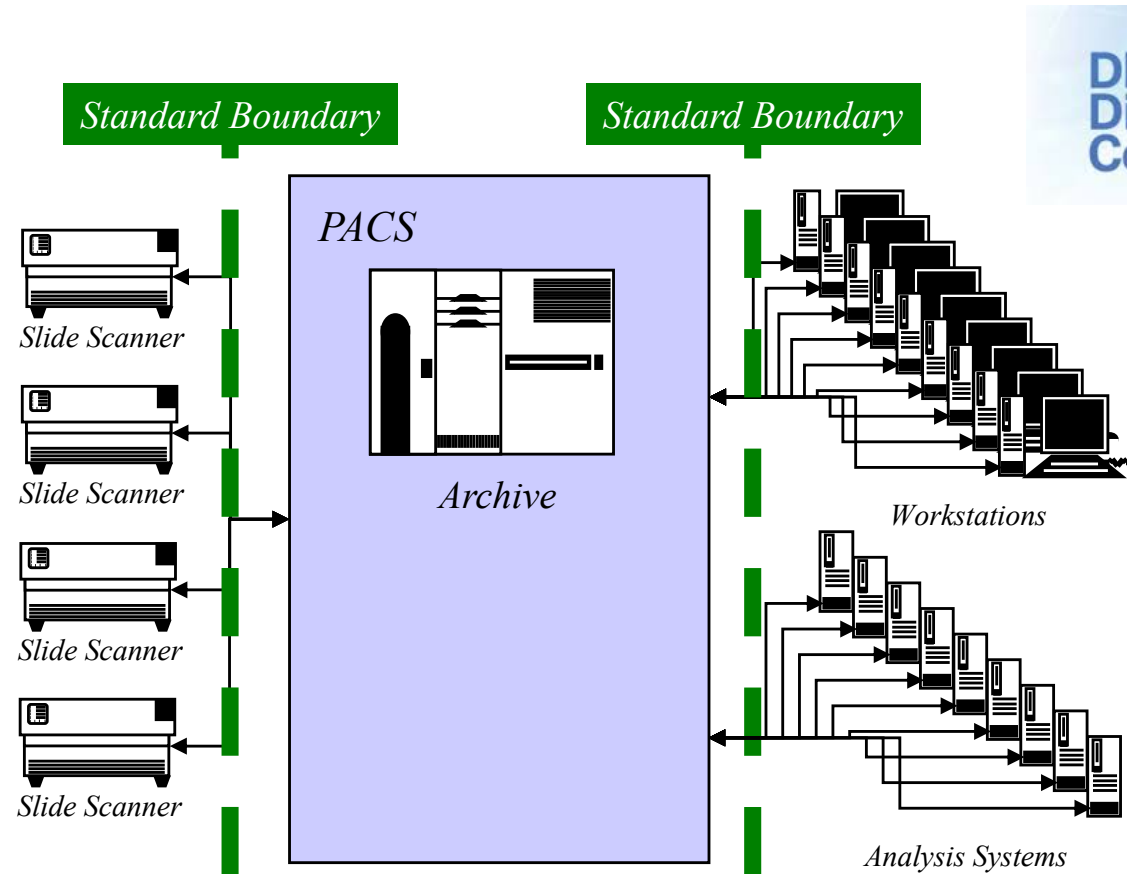 Standard Boundary
Standard Boundary
PACS
Archive
Slide Scanner
Slide Scanner
Slide Scanner
Slide Scanner
Workstations
Analysis Systems